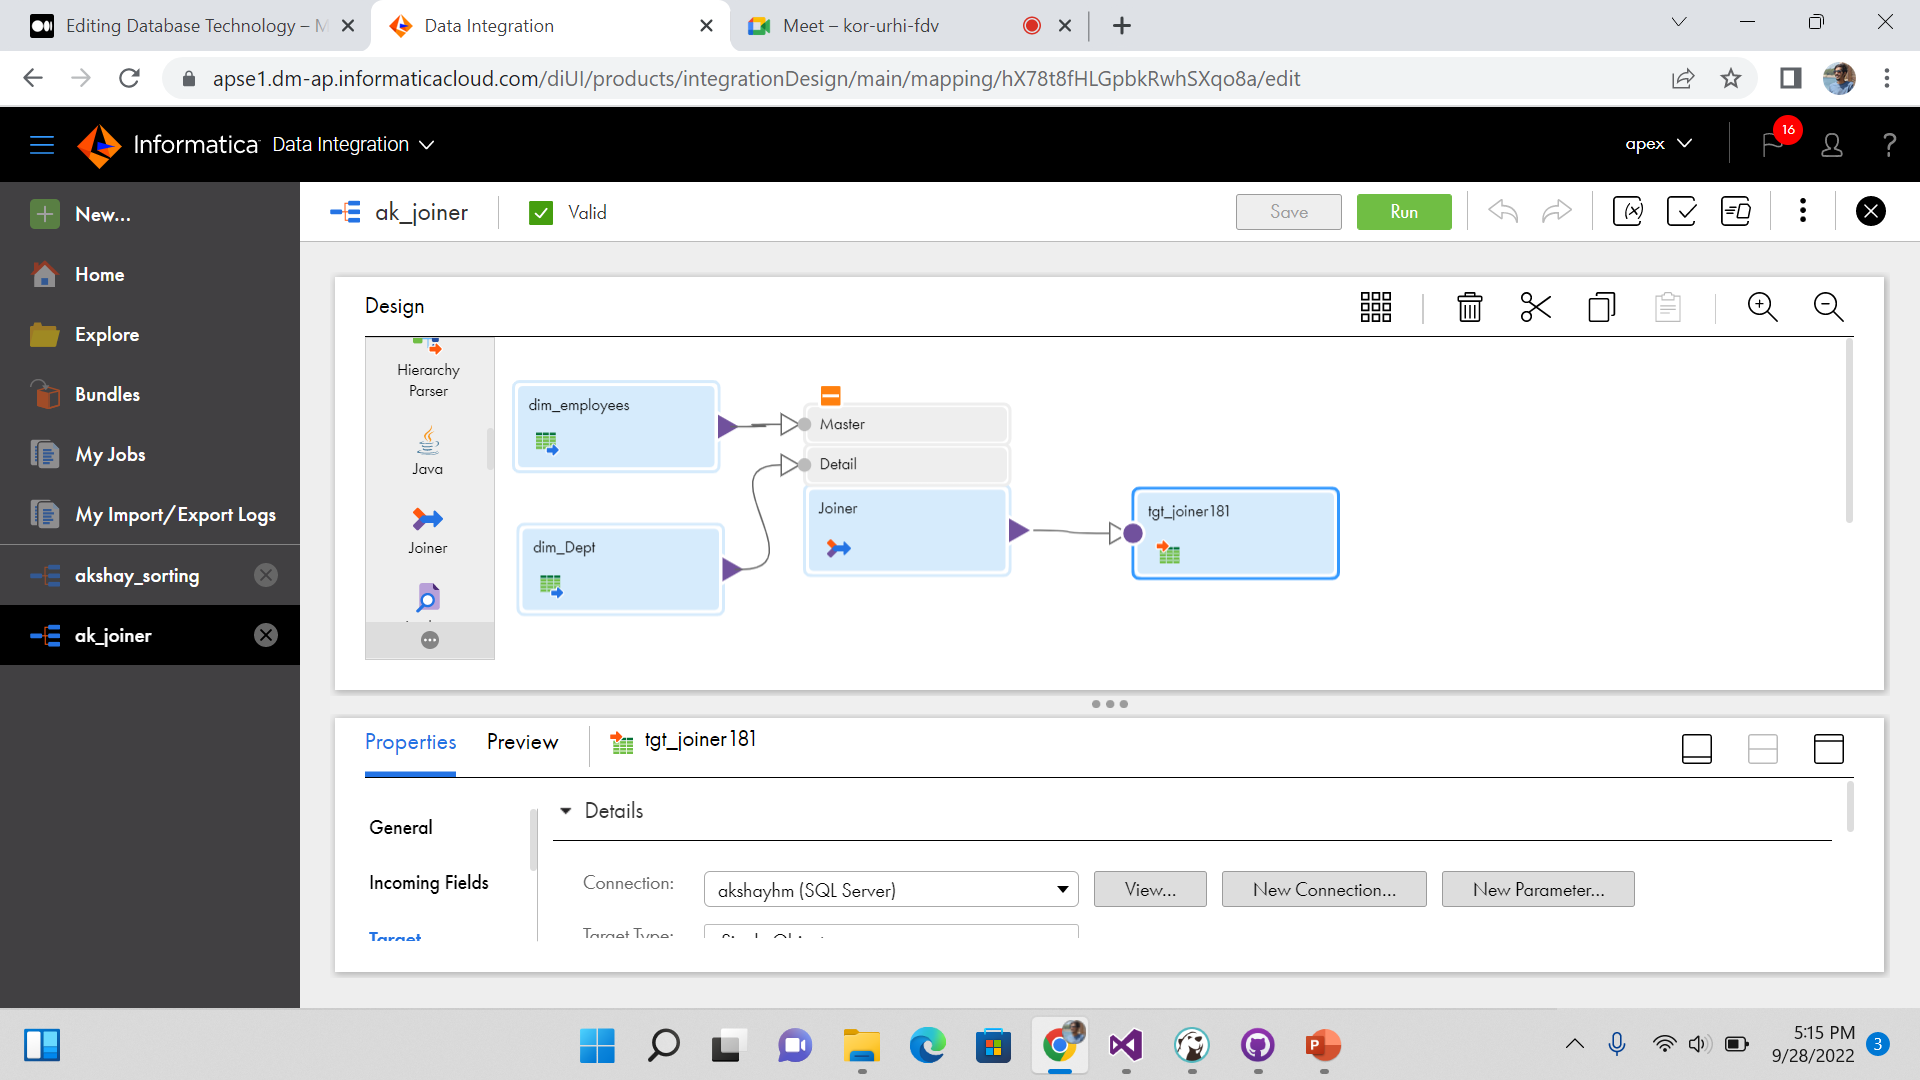 Editing Database Technology – M
Data Integration
Meet – kor-urhi-fdv
apse1.dm-ap.informaticacloud.com/diUI/products/integrationDesign/main/mapping/hX78t8fHLGpbkRwhSXqo8a/edit
Informatica Data Integration
apex
16
?
New...
Home
Explore
Bundles
My Jobs
My Import/Export Logs
akshay_sorting
ak_joiner
ak_joiner
Valid
Save
Run
Design
Hierarchy
Parser
Java
Joiner
dim_employees
dim_Dept
Master
Detail
Joiner
tgt_joiner181
Properties
Preview
tgt_joiner181
General
Incoming Fields
Target
Details
Connection:
akshayhm (SQL Server)
View...
New Connection...
New Parameter...
Target Type:
Single Object
5:15 PM
9/28/2022
3